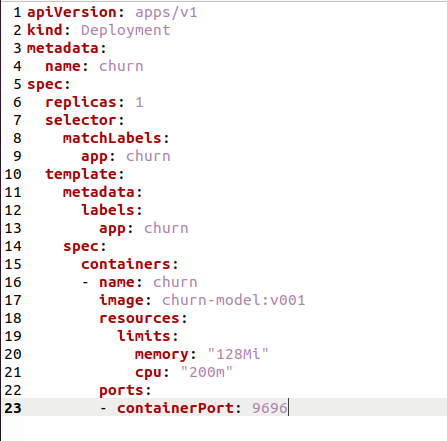 1 apiVersion: apps/v1
2 kind: Deployment
3 metadata:
4   name: churn
5 spec:
6   replicas: 1
7   selector:
8     matchLabels:
9       app: churn
10   template:
11     metadata:
12       labels:
13         app: churn
14     spec:
15       containers:
16       - name: churn
17         image: churn-model:v001
18         resources:
19           limits:
20             memory: "128Mi"
21             cpu: "200m"
22         ports:
23         - containerPort: 9696